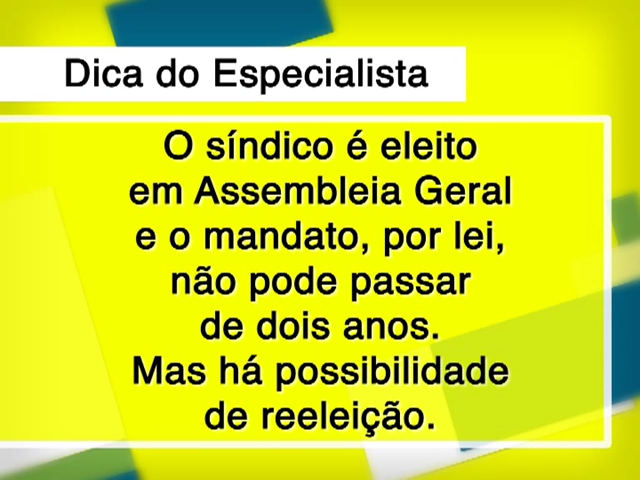 Dica do Especialista
O síndico é eleito
em Assembleia Geral
e o mandato, por lei,
não pode passar
de dois anos.
Mas há possibilidade
de reeleição.